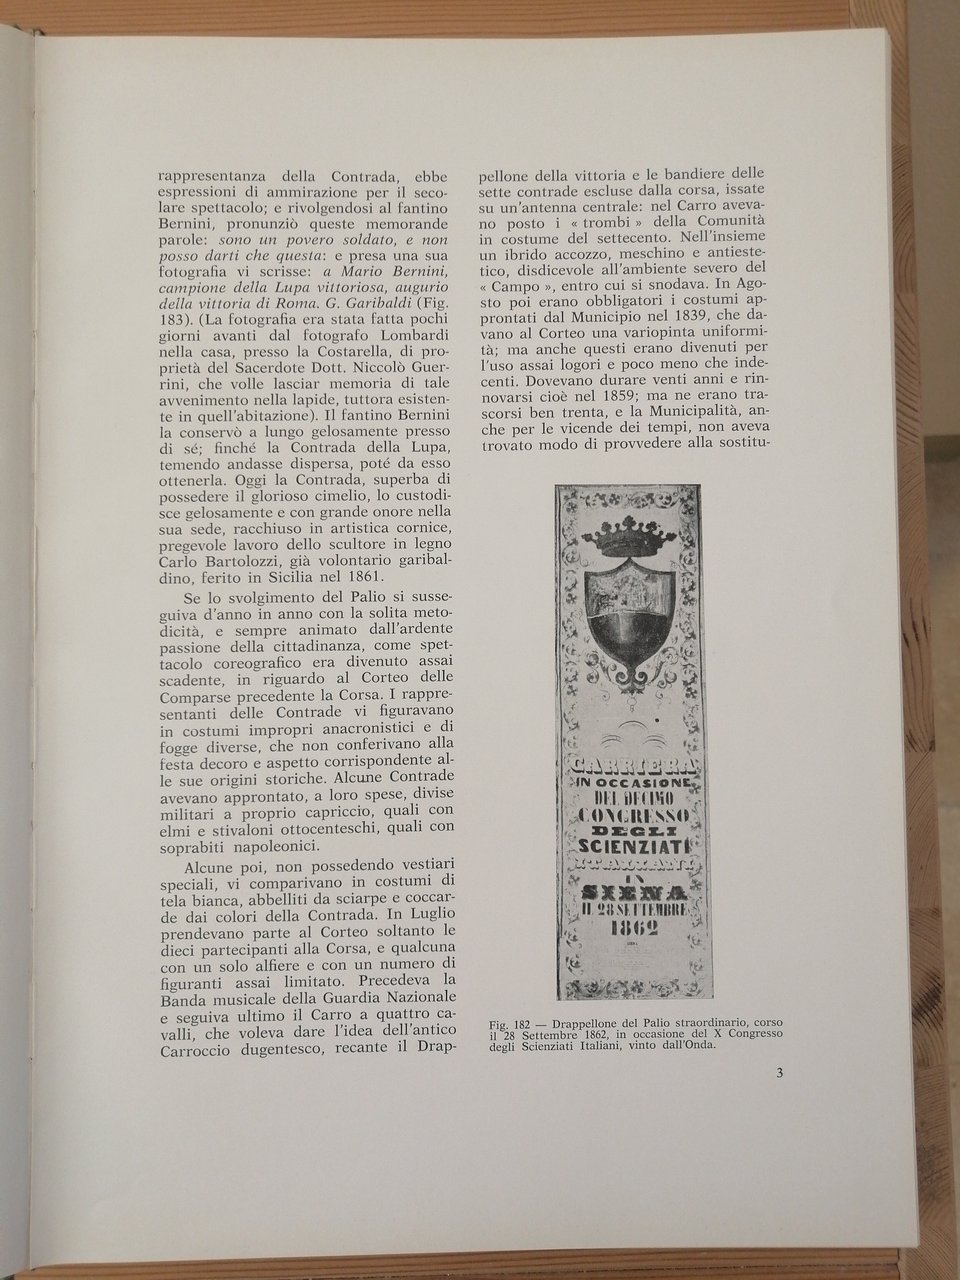 rappresentanza della Contrada, ebbe
espressioni di ammirazione per il seco-
lare spettacolo; e rivolgendosi al fantino
Bernini, pronunziò queste memorande
parole: sono un povero soldato, e non
posso darti che questa: e presa una sua
fotografia vi scrisse: a Mario Bernini,
campione della Lupa vittoriosa, augurio
della vittoria di Roma. G. Garibaldi (Fig.
183). (La fotografia era stata fatta pochi
giorni avanti dal fotografo Lombardi
nella casa, presso la Costarella, di pro-
prietà del Sacerdote Dott. Niccolò Guer-
rini, che volle lasciar memoria di tale
avvenimento nella lapide, tuttora esisten-
te in quell'abitazione). Il fantino Bernini
la conservò a lungo gelosamente presso
di sé; finché la Contrada della Lupa,
temendo andasse dispersa, poté da esso
ottenerla. Oggi la Contrada, superba di
possedere il glorioso cimelio, lo custodi-
sce gelosamente e con grande onore nella
sua sede, racchiuso in artistica cornice,
pregevole lavoro dello scultore in legno
Carlo Bartolozzi, già volontario garibal-
dino, ferito in Sicilia nel 1861.
Se lo svolgimento del Palio si susse-
guiva d'anno in anno con la solita meto-
dicità, e sempre animato dall'ardente
passione della cittadinanza, come spet-
tacolo coreografico era divenuto assai
scadente, in riguardo al Corteo delle
Comparse precedente la Corsa. I rappre-
sentanti delle Contrade vi figuravano
in costumi impropri anacronistici e di
fogge diverse, che non conferivano alla
festa decoro e aspetto corrispondente al-
le sue origini storiche. Alcune Contrade
avevano approntato, a loro spese, divise
militari a proprio capriccio, quali con
elmi e stivaloni ottocenteschi, quali con
soprabiti napoleonici.
Alcune poi, non possedendo vestiari
speciali, vi comparivano in costumi di
tela bianca, abbelliti da sciarpe e coccar-
de dai colori della Contrada. In Luglio
prendevano parte al Corteo soltanto le
dieci partecipanti alla Corsa, e qualcuna
con un solo alfiere e con un numero di
figuranti assai limitato. Precedeva la
Banda musicale della Guardia Nazionale
e seguiva ultimo il Carro a quattro ca-
valli, che voleva dare l'idea dell'antico
Carroccio dugentesco, recante il Drap-
pellone della vittoria e le bandiere delle
sette contrade escluse dalla corsa, issate
su un'antenna centrale: nel Carro aveva-
no posto i « trombi » della Comunità
in costume del settecento. Nell'insieme
un ibrido accozzo, meschino e antieste-
tico, disdicevole all'ambiente severo del
« Campo », entro cui si snodava. In Ago-
sto poi erano obbligatori i costumi ap-
prontati dal Municipio nel 1839, che da-
vano al Corteo una variopinta uniformi-
tà; ma anche questi erano divenuti per
l'uso assai logori e poco meno che inde-
centi. Dovevano durare venti anni e rin-
novarsi cioè nel 1859; ma ne erano tra-
scorsi ben trenta, e la Municipalità, an-
che per le vicende dei tempi, non aveva
trovato modo di provvedere alla sostitu-
CARRIERA
IN OCCASIONE
DEL DECIMO
CONGRESSO
DEGLI
SCIENZIATI
ITALIANI
IN
SIENA
IL 28 SETTEMBRE
1862
Fig. 182 — Drappellone del Palio straordinario, corso
il 28 Settembre 1862, in occasione del X Congresso
degli Scienziati Italiani, vinto dall'Onda.
3